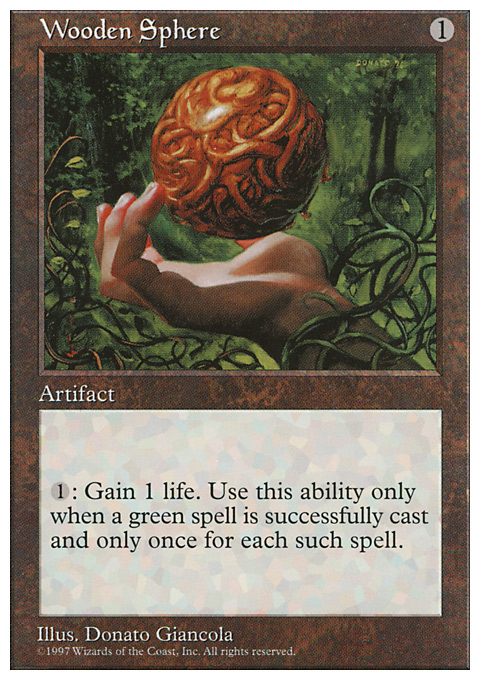 Wooden Sphere
1
DONATO
Artifact
1: Gain 1 life. Use this ability only
when a green spell is successfully cast
and only once for each such spell.
Illus. Donato Giancola
©1997 Wizards of the Coast, Inc. All rights reserved.